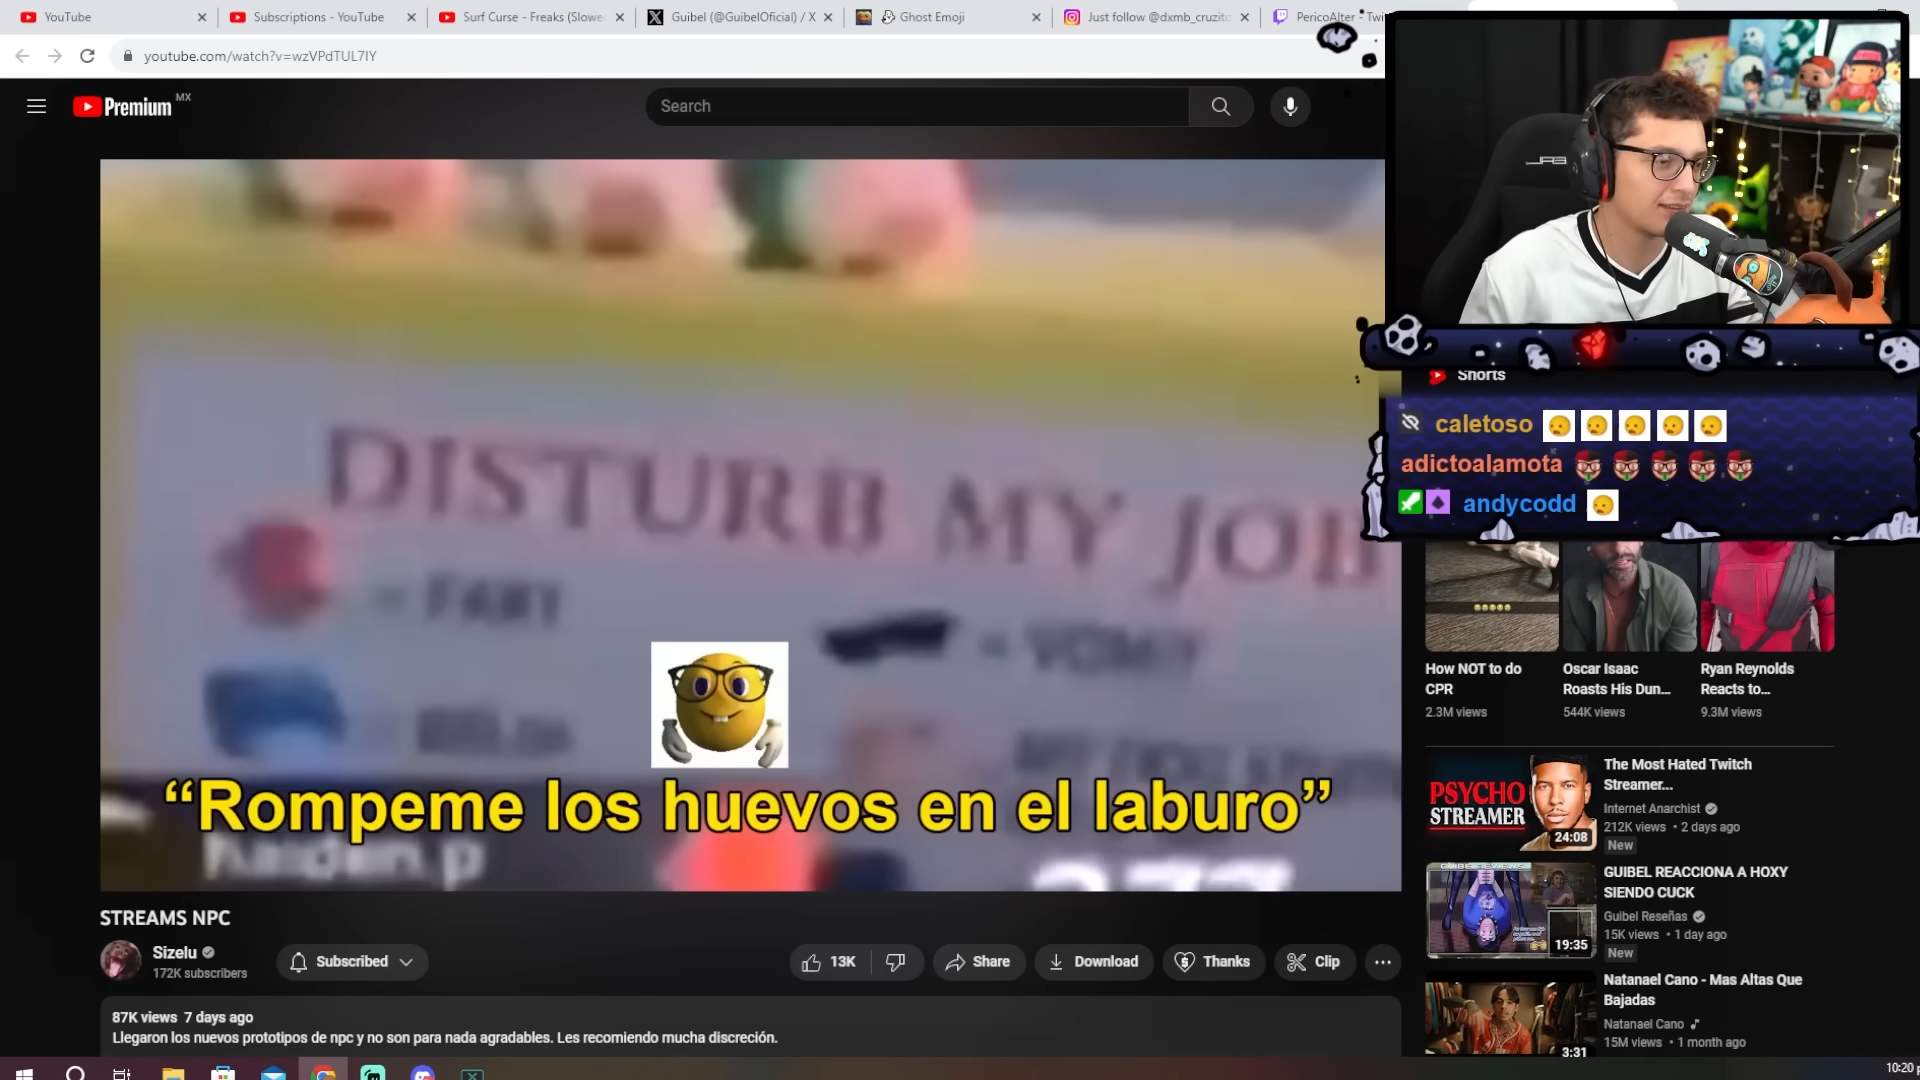 YouTube
Subscriptions - YouTube
Surf Curse - Freaks (Slowe
Guibel (@GuibelOficial) / X
Ghost Emoji
Just follow @dxmb_cruzito
PericoAlter - Twi
youtube.com/watch?v=wzVPdTUL7IY
Premium MX
Search
JPG
DISTURB MY JOB
= FART
= VOMIT
“Rompeme los huevos en el laburo”
haiden.p
Shorts
caletoso
adictoalamota
andycodd
How NOT to do CPR
2.3M views
Oscar Isaac Roasts His Dun...
544K views
Ryan Reynolds Reacts to...
9.3M views
PSYCHO STREAMER
24:08
The Most Hated Twitch Streamer...
Internet Anarchist
212K views • 2 days ago
New
19:35
GUIBEL REACCIONA A HOXY SIENDO CUCK
Guibel Reseñas
15K views • 1 day ago
New
3:31
Natanael Cano - Mas Altas Que Bajadas
Natanael Cano
15M views • 1 month ago
STREAMS NPC
Sizelu
172K subscribers
Subscribed
13K
Share
Download
Thanks
Clip
87K views 7 days ago
Llegaron los nuevos prototipos de npc y no son para nada agradables. Les recomiendo mucha discreción.
10:20